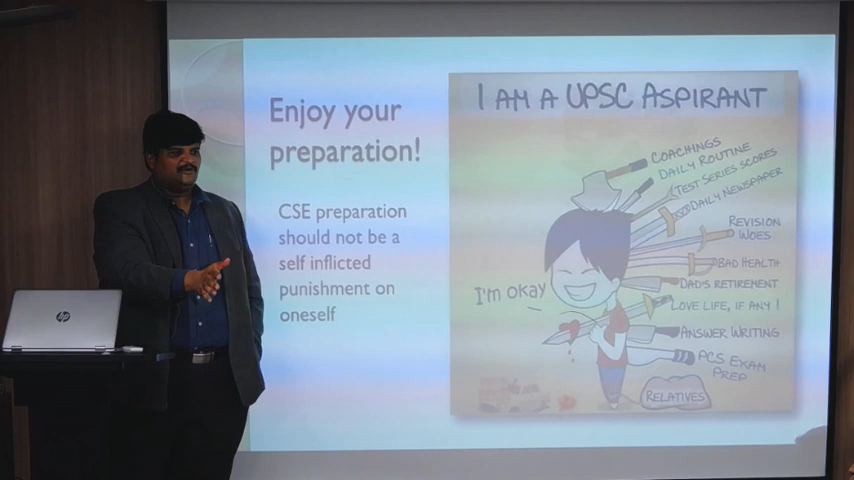 Enjoy your
preparation!
CSE preparation
should not be a
self inflicted
punishment on
oneself
I AM A UPSC ASPIRANT
COACHINGS
DAILY ROUTINE
TEST SERIES SCORES
DAILY NEWSPAPER
REVISION
WOES
BAD HEALTH
DAD'S RETIREMENT
LOVE LIFE, IF ANY!
ANSWER WRITING
PCS EXAM
PREP
I'm OKAY
RELATIVES
hp